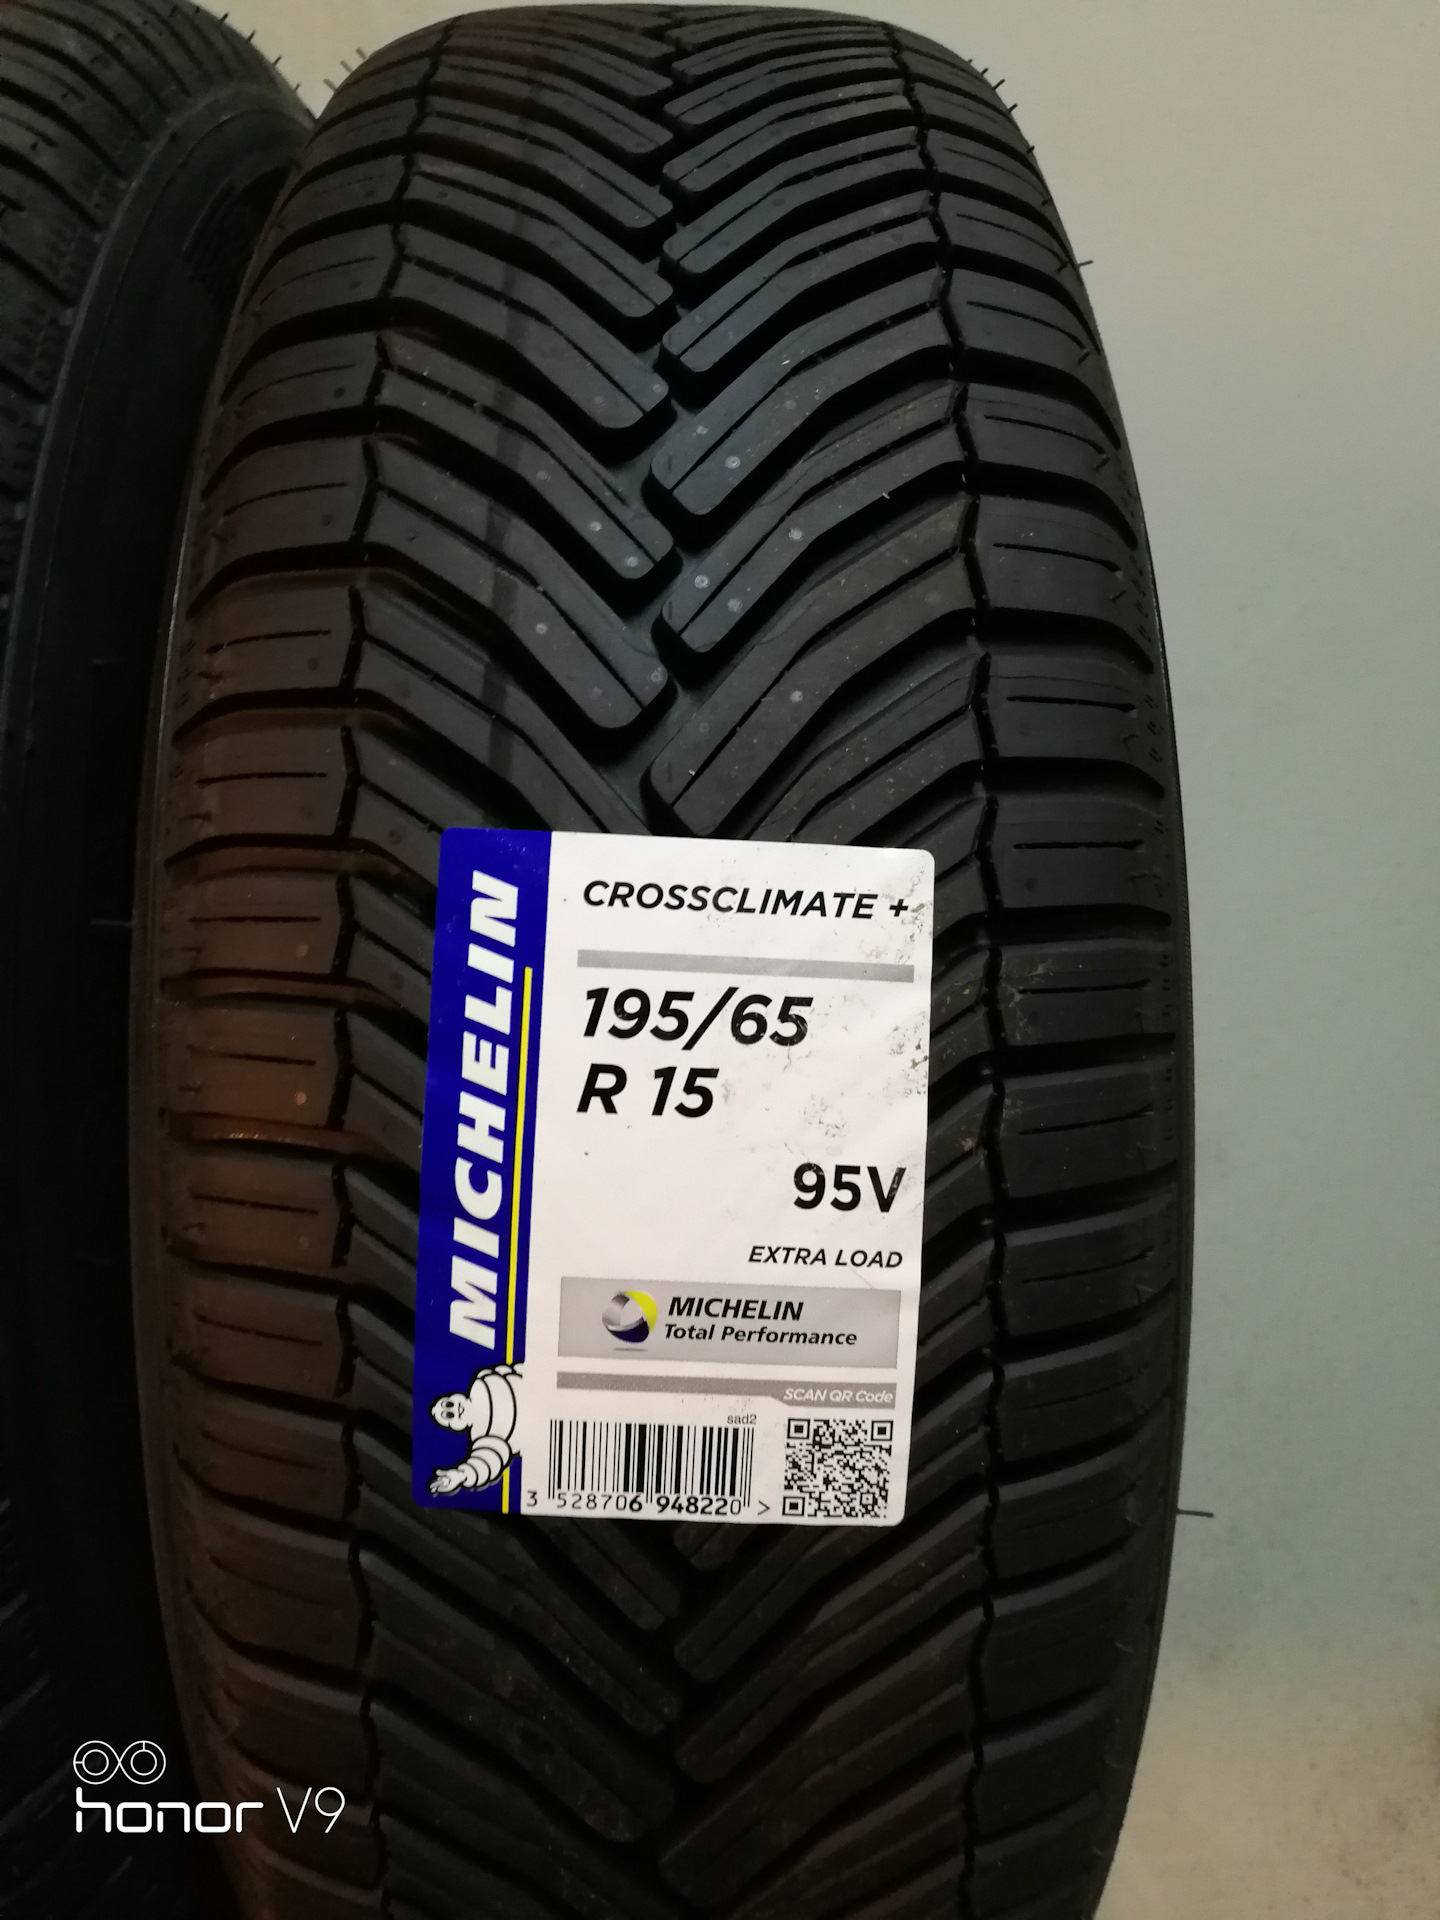 MICHELIN
CROSSCLIMATE +
195/65
R 15
95V
EXTRA LOAD
MICHELIN
Total Performance
SCAN QR Code
sad2
3 528706 948220 >
honor V9